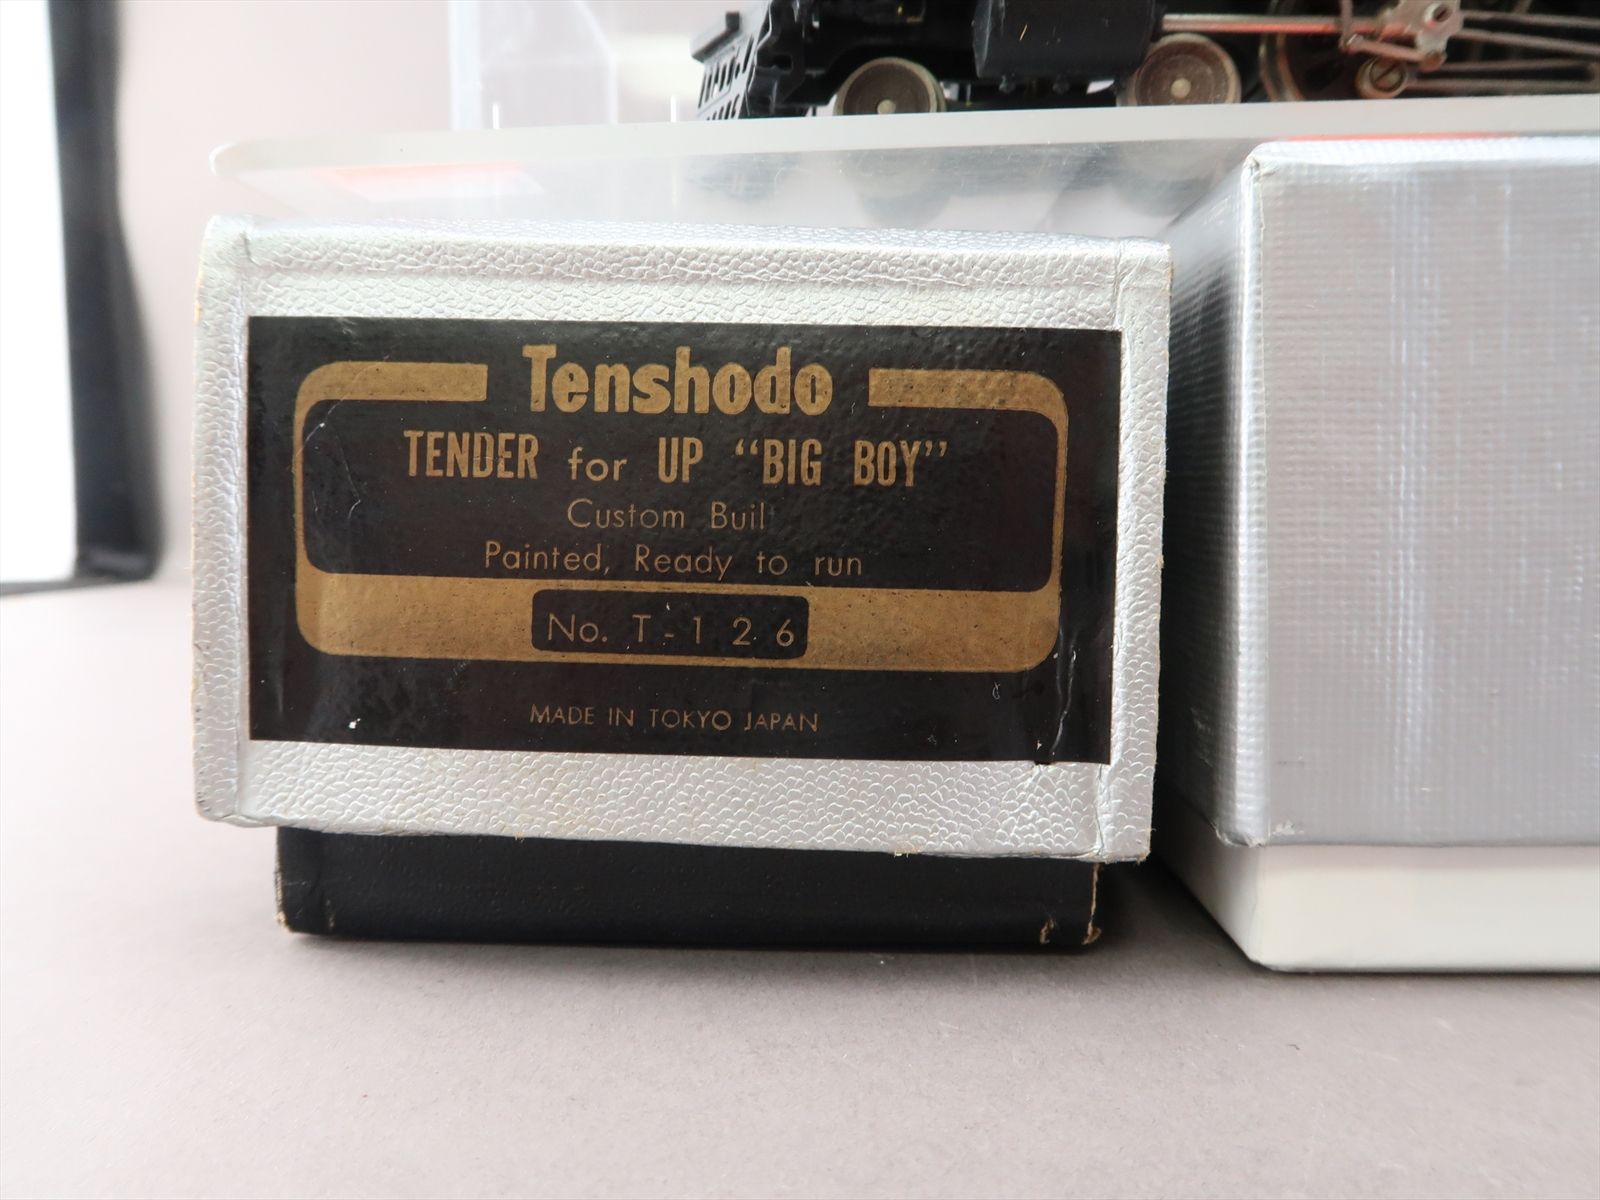 Tenshodo
TENDER for UP “BIG BOY”
Custom Buil
Painted, Ready to run
No. T-126
MADE IN TOKYO JAPAN